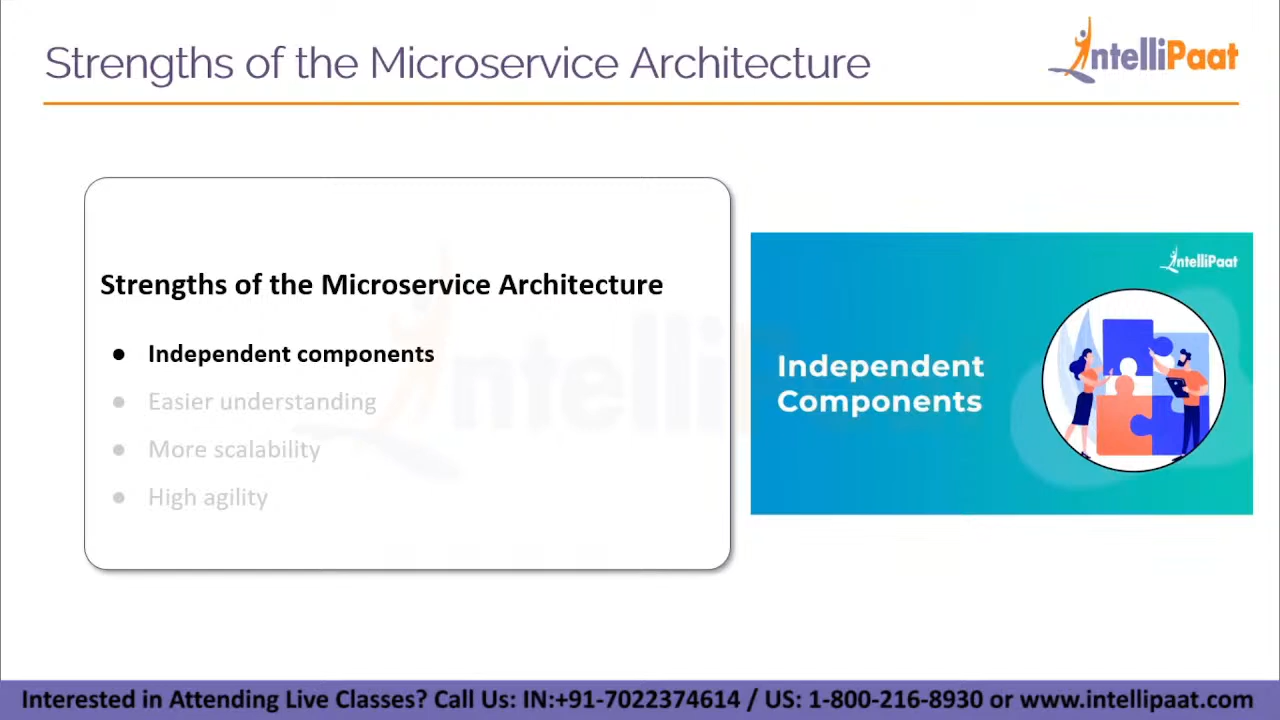 Strengths of the Microservice Architecture
IntelliPaat
Strengths of the Microservice Architecture
● Independent components
● Easier understanding
● More scalability
● High agility
IntelliPaat
Independent
Components
IntelliPaat
Interested in Attending Live Classes? Call Us: IN:+91-7022374614 / US: 1-800-216-8930 or www.intellipaat.com